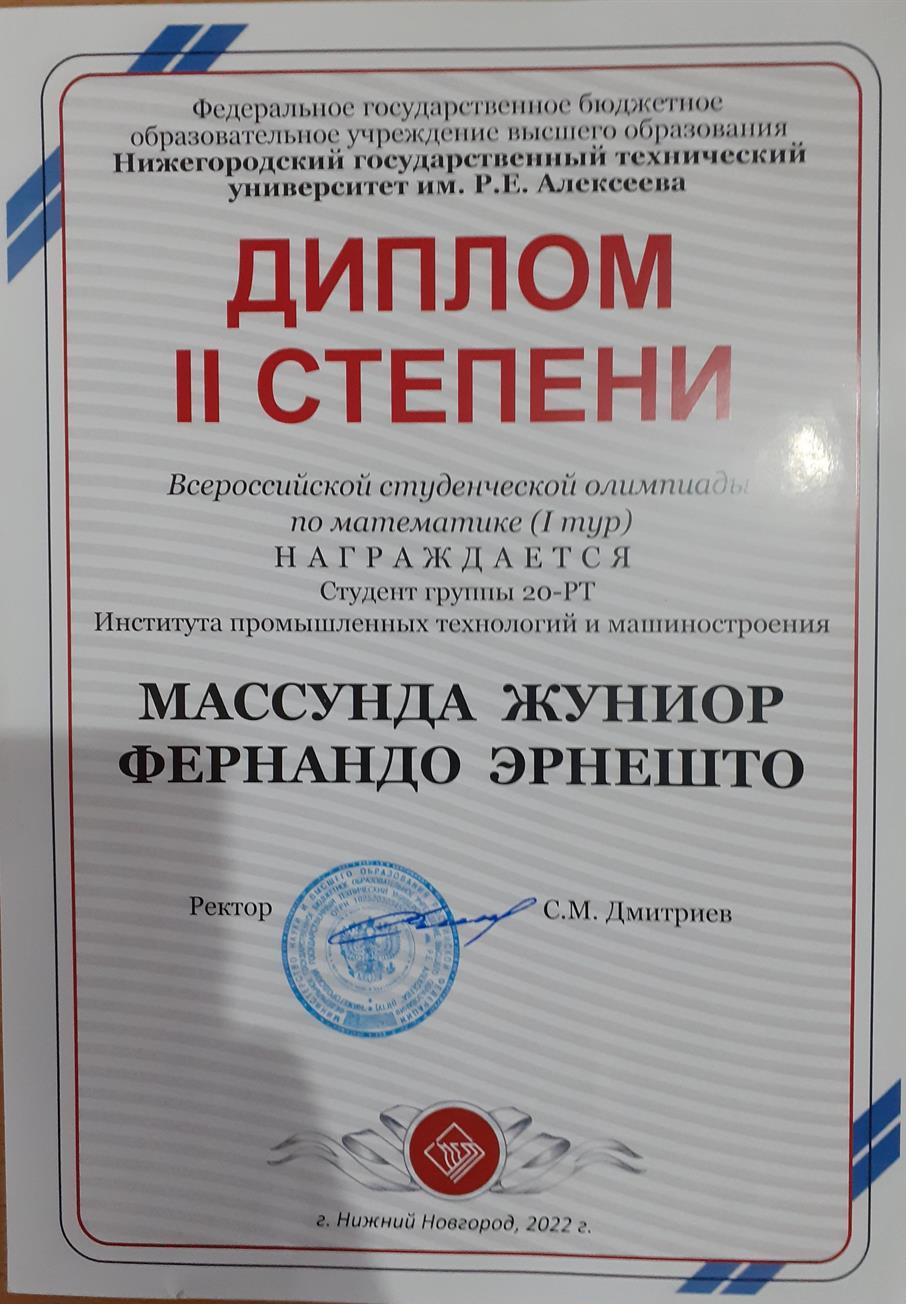 Федеральное государственное бюджетное
образовательное учреждение высшего образования
Нижегородский государственный технический
университет им. Р.Е. Алексеева
ДИПЛОМ
II СТЕПЕНИ
Всероссийской студенческой олимпиады
по математике (I тур)
НАГРАЖДАЕТСЯ
Студент группы 20-РТ
Института промышленных технологий и машиностроения
МАССУНДА ЖУНИОР
ФЕРНАНДО ЭРНЕШТО
Ректор С.М. Дмитриев
г. Нижний Новгород, 2022 г.